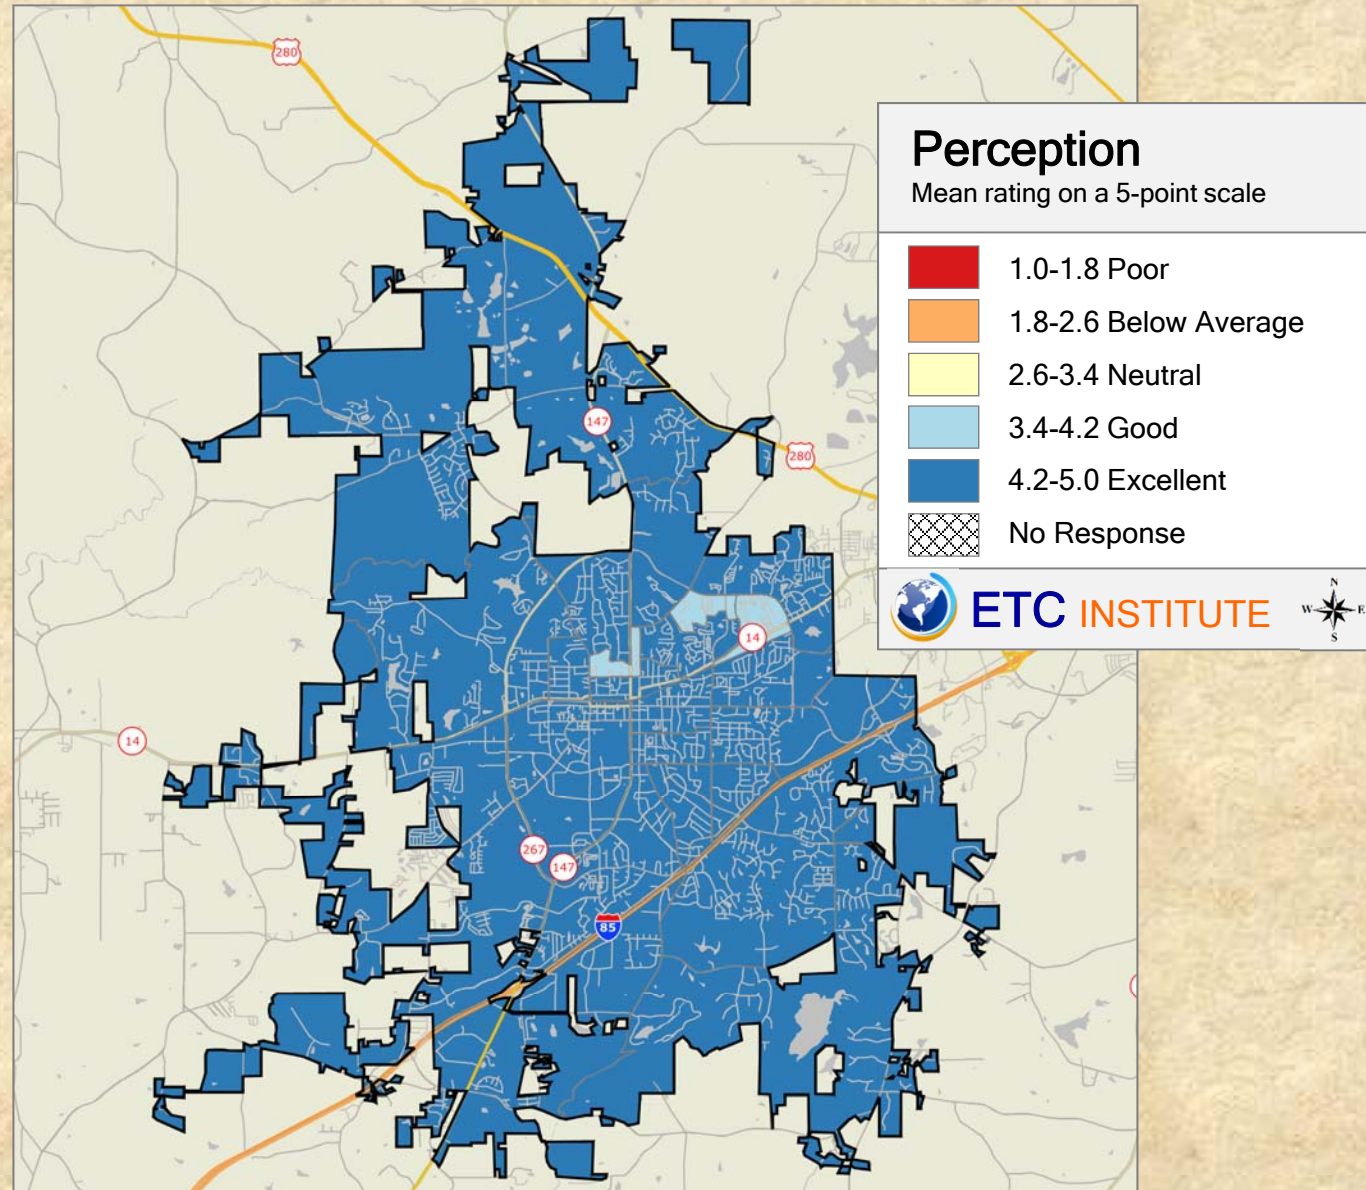 280
Perception
Mean rating on a 5-point scale
1.0-1.8 Poor
1.8-2.6 Below Average
2.6-3.4 Neutral
3.4-4.2 Good
4.2-5.0 Excellent
No Response
ETC INSTITUTE
N
W E
S
147
280
14
14
267
147
85